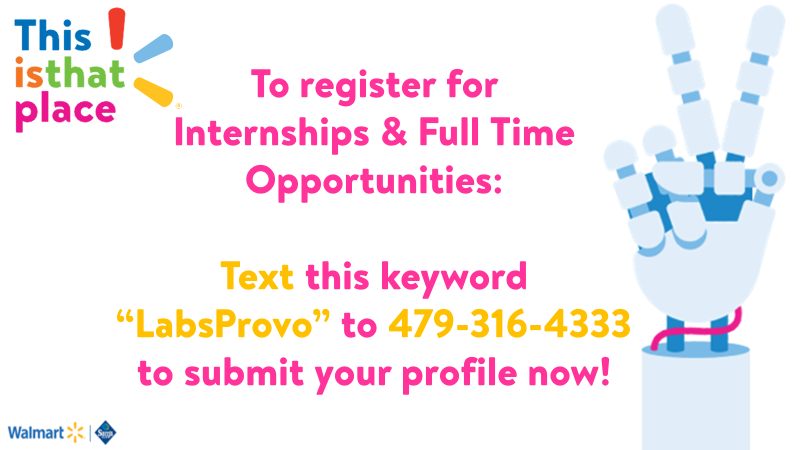 This
isthat
place
®
To register for
Internships & Full Time
Opportunities:
Text this keyword
“LabsProvo” to 479-316-4333
to submit your profile now!
Walmart
Sam's